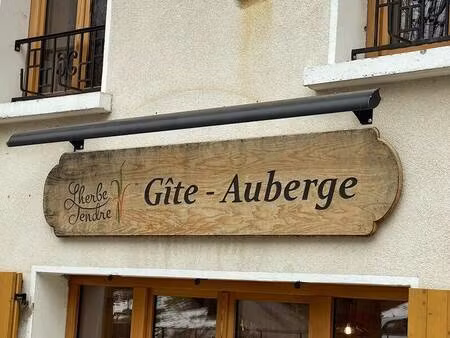 L'herbe
Tendre
Gîte - Auberge